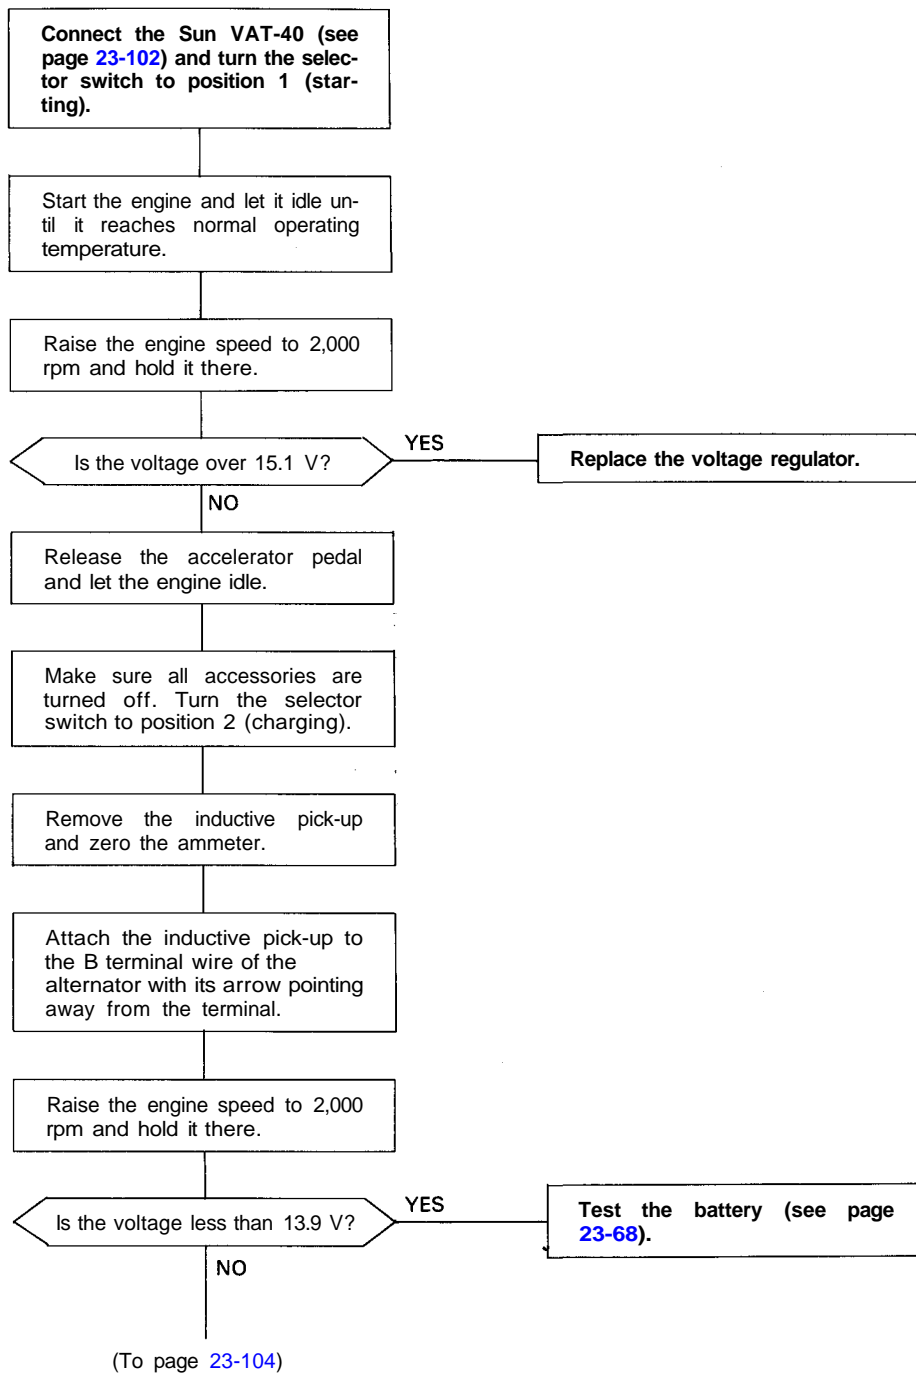 Connect the Sun VAT-40 (see
page 23-102) and turn the selec-
tor switch to position 1 (star-
ting).
Start the engine and let it idle un-
til it reaches normal operating
temperature.
Raise the engine speed to 2,000
rpm and hold it there.
Is the voltage over 15.1 V?
YES
Replace the voltage regulator.
NO
Release the accelerator pedal
and let the engine idle.
Make sure all accessories are
turned off. Turn the selector
switch to position 2 (charging).
Remove the inductive pick-up
and zero the ammeter.
Attach the inductive pick-up to
the B terminal wire of the
alternator with its arrow pointing
away from the terminal.
Raise the engine speed to 2,000
rpm and hold it there.
Is the voltage less than 13.9 V?
YES
Test the battery (see page
23-68).
NO
(To page 23-104)